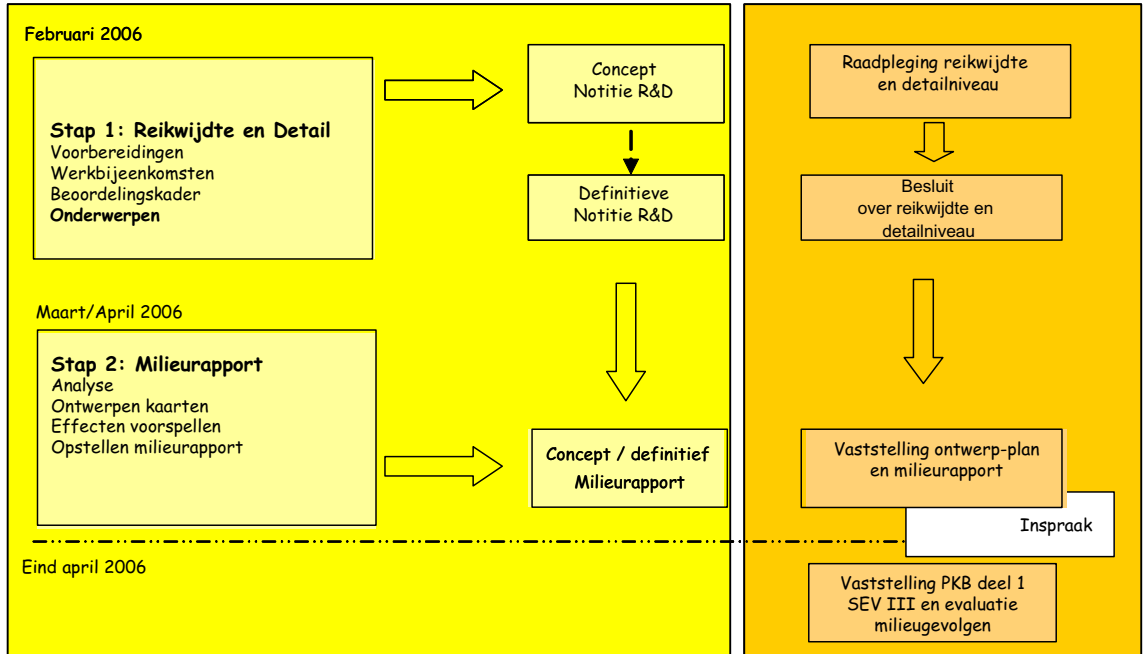 Februari 2006
Stap 1: Reikwijdte en Detail
Voorbereidingen
Werkbijeenkomsten
Beoordelingskader
Onderwerpen
Concept
Notitie R&D
Definitieve
Notitie R&D
Maart/April 2006
Stap 2: Milieurapport
Analyse
Ontwerpen kaarten
Effecten voorspellen
Opstellen milieurapport
Concept / definitief
Milieurapport
Eind april 2006
Raadpleging reikwijdte
en detailniveau
Besluit
over reikwijdte en
detailniveau
Vaststelling ontwerp-plan
en milieurapport
Inspraak
Vaststelling PKB deel 1
SEV III en evaluatie
milieugevolgen